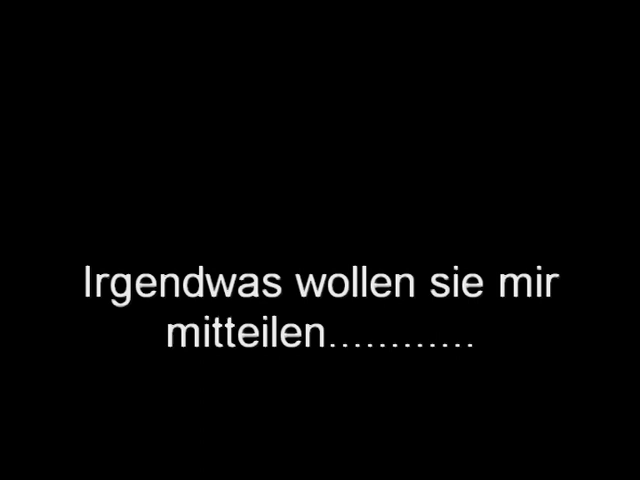 Irgendwas wollen sie mir
mitteilen............